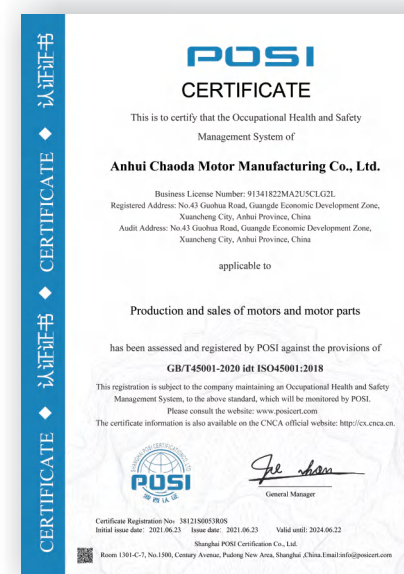 认证证书 ◆ CERTIFICATE ◆ 认证证书 ◆ CERTIFICATE
POSI
CERTIFICATE
This is to certify that the Occupational Health and Safety
Management System of
Anhui Chaoda Motor Manufacturing Co., Ltd.
Business License Number: 91341822MA2U5CLG2L
Registered Address: No.43 Guohua Road, Guangde Economic Development Zone,
Xuancheng City, Anhui Province, China
Audit Address: No.43 Guohua Road, Guangde Economic Development Zone,
Xuancheng City, Anhui Province, China
applicable to
Production and sales of motors and motor parts
has been assessed and registered by POSI against the provisions of
GB/T45001-2020 idt ISO45001:2018
This registration is subject to the company maintaining an Occupational Health and Safety
Management System, to the above standard, which will be monitored by POSI.
Please consult the website: www.posicert.com
The certificate information is also available on the CNCA official website: http://cx.cnca.cn.
SHANGHAI POSI CERTIFICATION CO.,LTD
POSI
General Manager
Certificate Registration No: 38121S0053R0S
Initial issue date: 2021.06.23 Issue date: 2021.06.23 Valid until: 2024.06.22
Shanghai POSI Certification Co., Ltd.
Room 1301-C-7, No.1500, Century Avenue, Pudong New Area, Shanghai ,China.Email:info@posicert.com